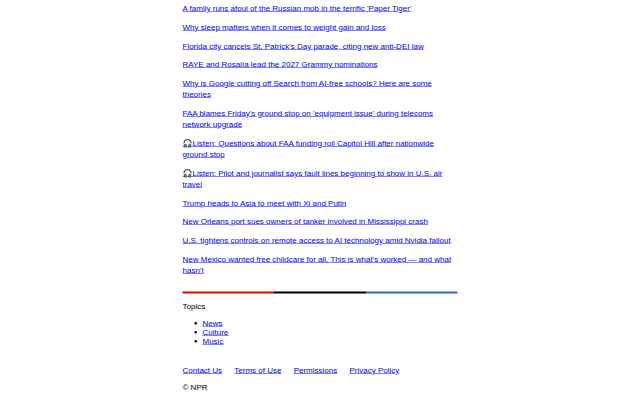 A family runs afoul of the Russian mob in the terrific 'Paper Tiger'
Why sleep matters when it comes to weight gain and loss
Florida city cancels St. Patrick's Day parade, citing new anti-DEI law
RAYE and Rosalía lead the 2027 Grammy nominations
Why is Google cutting off Search from AI-free schools? Here are some
theories
FAA blames Friday's ground stop on 'equipment issue' during telecoms
network upgrade
🎧Listen: Questions about FAA funding roil Capitol Hill after nationwide
ground stop
🎧Listen: Pilot and journalist says fault lines beginning to show in U.S. air
travel
Trump heads to Asia to meet with Xi and Putin
New Orleans port sues owners of tanker involved in Mississippi crash
U.S. tightens controls on remote access to AI technology amid Nvidia fallout
New Mexico wanted free childcare for all. This is what's worked — and what
hasn't
Topics
News
Culture
Music
Contact Us Terms of Use Permissions Privacy Policy
© NPR